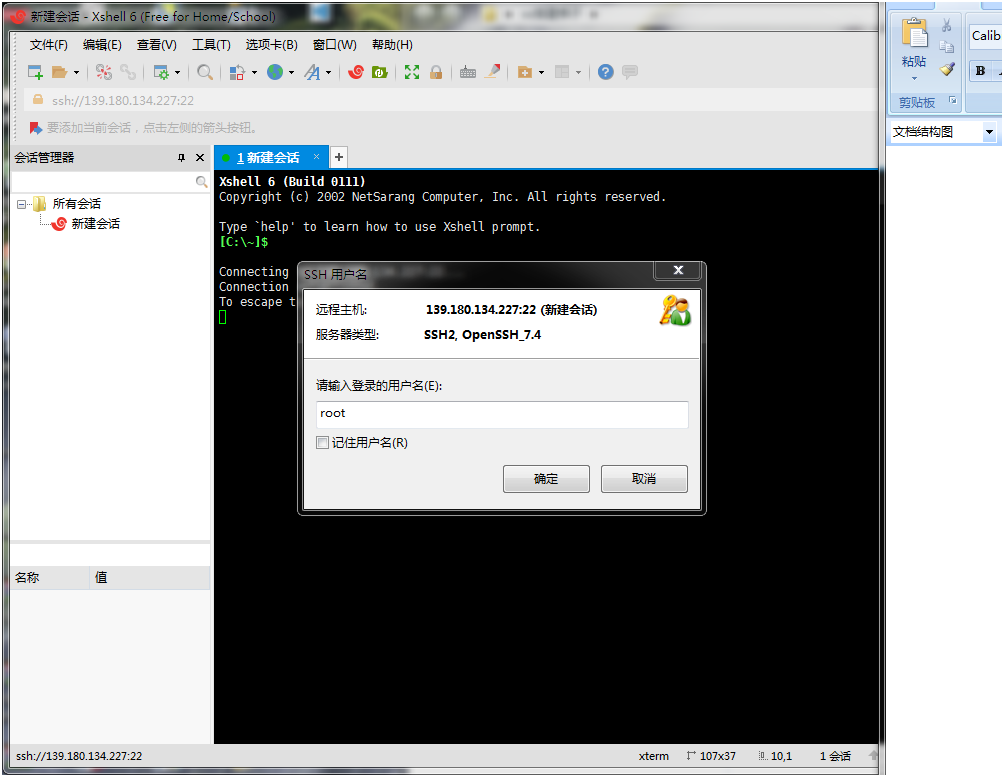 新建会话 - Xshell 6 (Free for Home/School)
文件(F) 编辑(E) 查看(V) 工具(T) 选项卡(B) 窗口(W) 帮助(H)
ssh://139.180.134.227:22
要添加当前会话，点击左侧的箭头按钮。
会话管理器
所有会话
新建会话
名称 值
1 新建会话
Xshell 6 (Build 0111)
Copyright (c) 2002 NetSarang Computer, Inc. All rights reserved.
Type `help' to learn how to use Xshell prompt.
[C:\~]$
Connecting
Connection
To escape t
SSH 用户名
远程主机: 139.180.134.227:22 (新建会话)
服务器类型: SSH2, OpenSSH_7.4
请输入登录的用户名(E):
root
记住用户名(R)
确定 取消
ssh://139.180.134.227:22 xterm 107x37 10,1 1 会话
粘贴
Calib
B
剪贴板
文档结构图